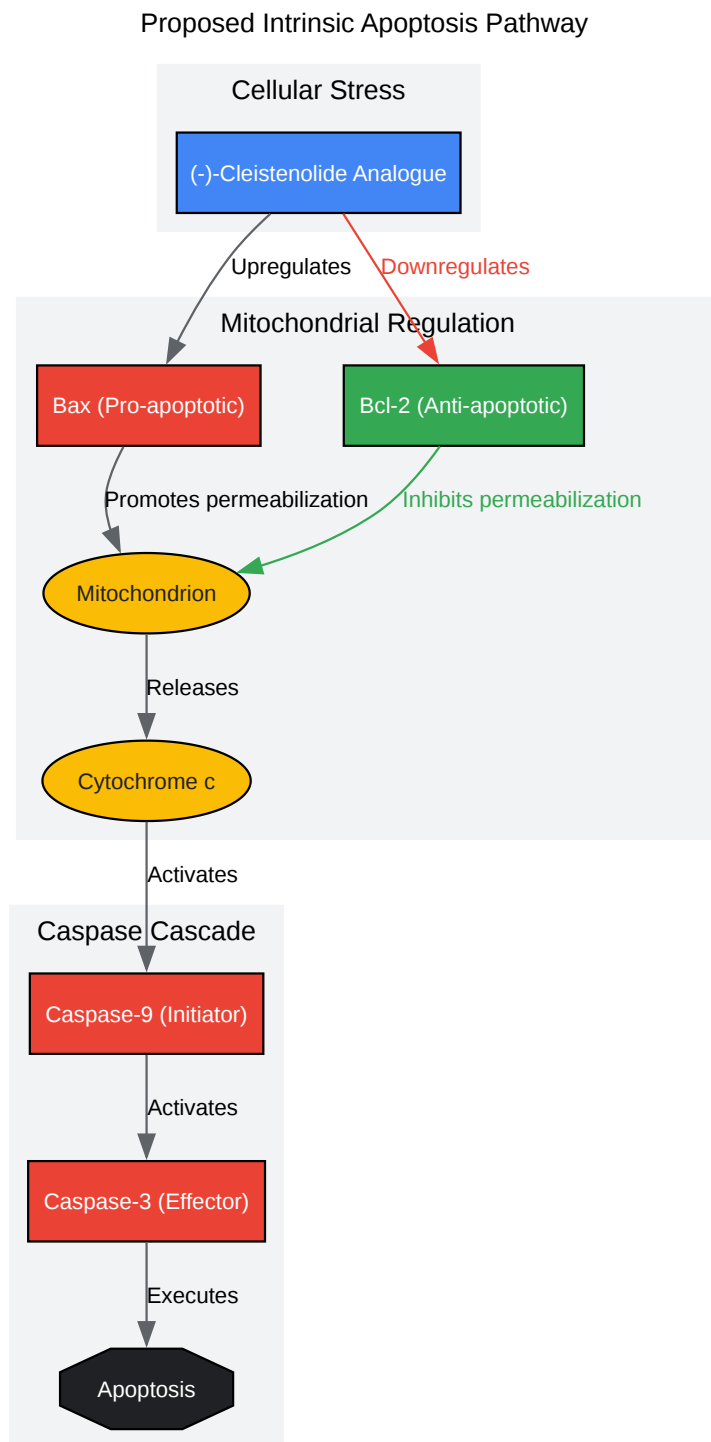 Proposed Intrinsic Apoptosis Pathway
Cellular Stress
(-)-Cleistenolide Analogue
Upregulates
Downregulates
Mitochondrial Regulation
Bax (Pro-apoptotic)
Bcl-2 (Anti-apoptotic)
Promotes permeabilization
Inhibits permeabilization
Mitochondrion
Releases
Cytochrome c
Activates
Caspase Cascade
Caspase-9 (Initiator)
Activates
Caspase-3 (Effector)
Executes
Apoptosis